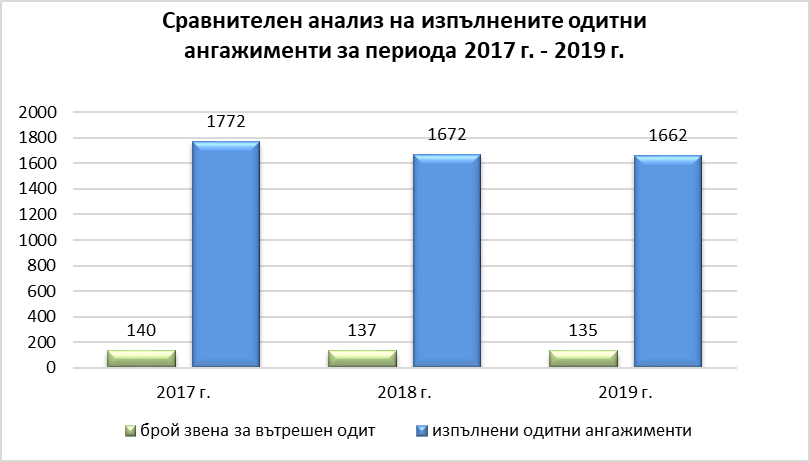 Сравнителен анализ на изпълнените одитни
ангажименти за периода 2017 г. - 2019 г.
2000
1800
1600
1400
1200
1000
800
600
400
200
0
140
1772
137
1672
135
1662
2017 г.
2018 г.
2019 г.
брой звена за вътрешен одит
изпълнени одитни ангажименти